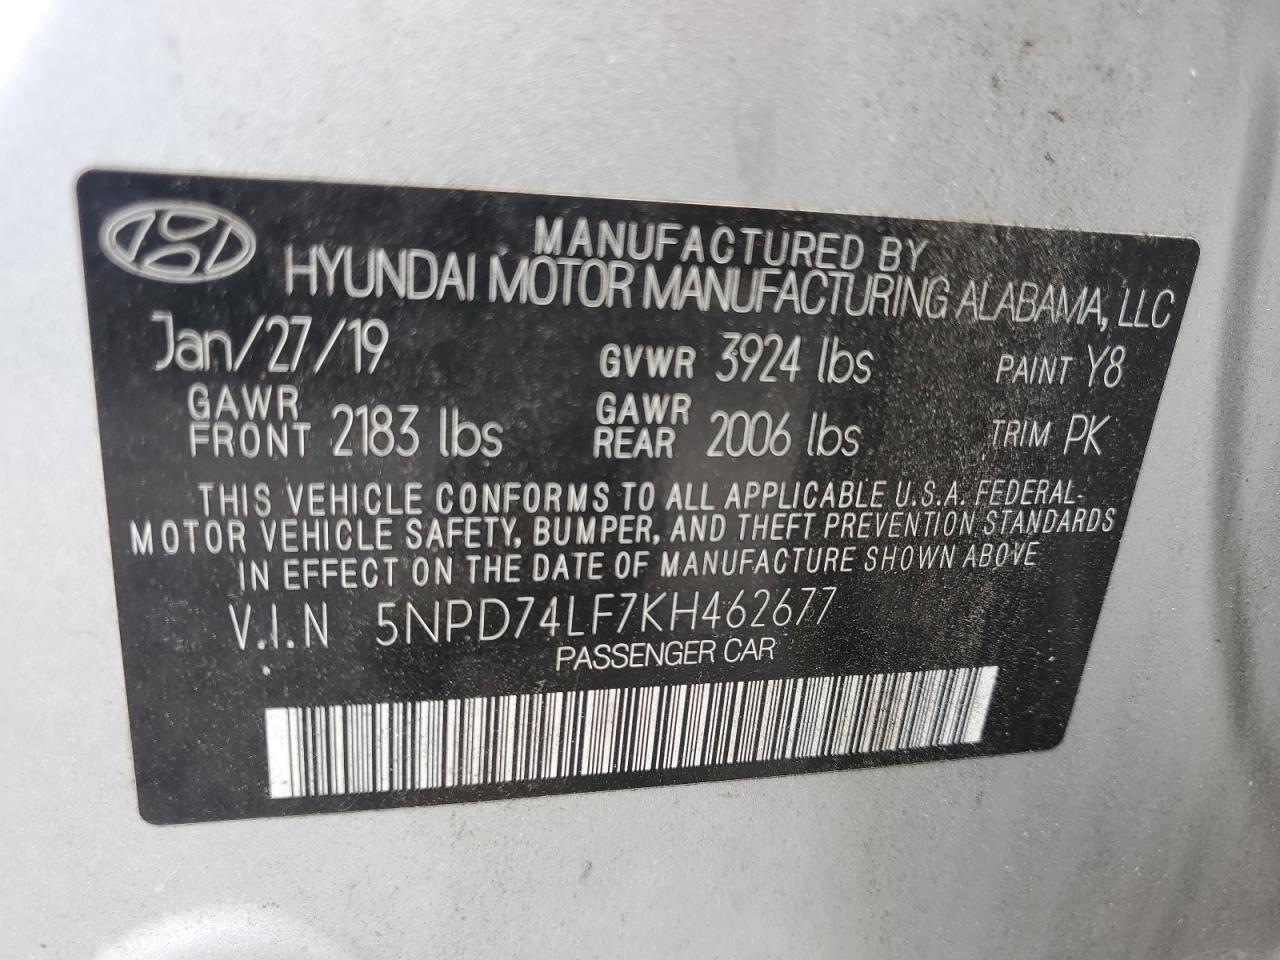 MANUFACTURED BY
HYUNDAI MOTOR MANUFACTURING ALABAMA, LLC
Jan/27/19 GVWR 3924 lbs PAINT Y8
GAWR FRONT 2183 lbs GAWR REAR 2006 lbs TRIM PK
THIS VEHICLE CONFORMS TO ALL APPLICABLE U.S.A. FEDERAL-
MOTOR VEHICLE SAFETY, BUMPER, AND THEFT PREVENTION STANDARDS
IN EFFECT ON THE DATE OF MANUFACTURE SHOWN ABOVE
V.I.N 5NPD74LF7KH462677
PASSENGER CAR